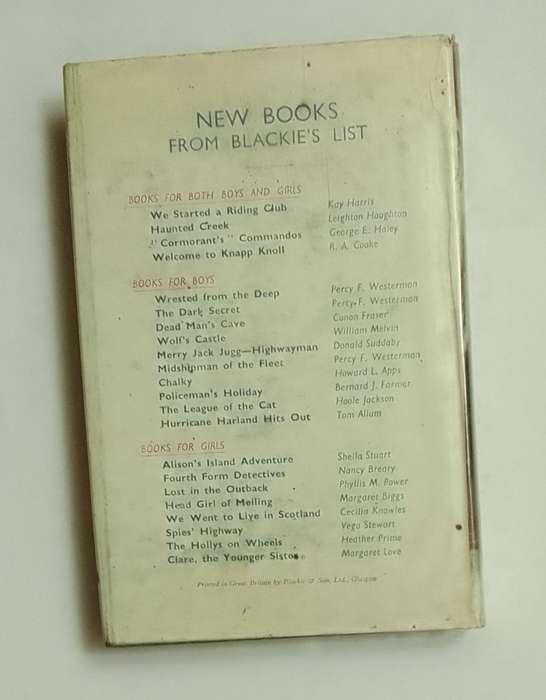 NEW BOOKS
FROM BLACKIE'S LIST
BOOKS FOR BOTH BOYS AND GIRLS
We Started a Riding Club Kay Harris
Haunted Creek Leighton Houghton
"Cormorant's" Commandos George E. Haley
Welcome to Knapp Knoll R. A. Cooke
BOOKS FOR BOYS
Wrested from the Deep Percy F. Westerman
The Dark Secret Percy F. Westerman
Dead Man's Cave Conon Fraser
Wolf's Castle William Melvin
Merry Jack Jugg—Highwayman Donald Suddaby
Midshipman of the Fleet Percy F. Westerman
Chalky Howard L. Apps
Policeman's Holiday Bernard J. Farmer
The League of the Cat Hoole Jackson
Hurricane Harland Hits Out Tom Allum
BOOKS FOR GIRLS
Alison's Island Adventure Sheila Stuart
Fourth Form Detectives Nancy Breary
Lost in the Outback Phyllis M. Power
Head Girl of Melling Margaret Biggs
We Went to Live in Scotland Cecilia Knowles
Spies' Highway Vega Stewart
The Hollys on Wheels Heather Prime
Clare, the Younger Sister Margaret Love
Printed in Great Britain by Blackie & Son, Ltd., Glasgow